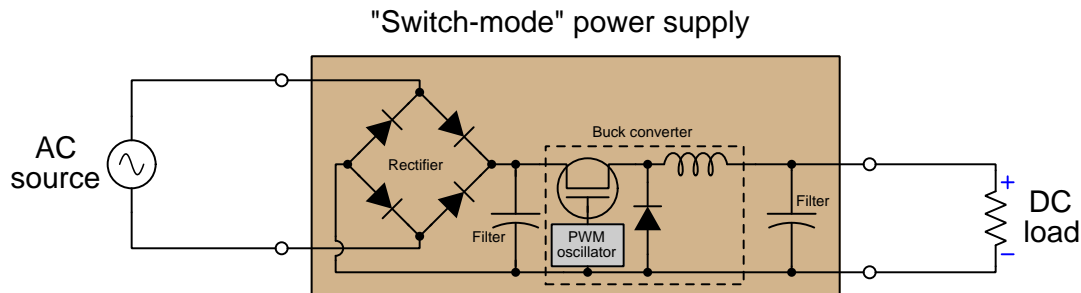 "Switch-mode" power supply
AC
source
Rectifier
Filter
Buck converter
PWM
oscillator
Filter
+
−
DC
load